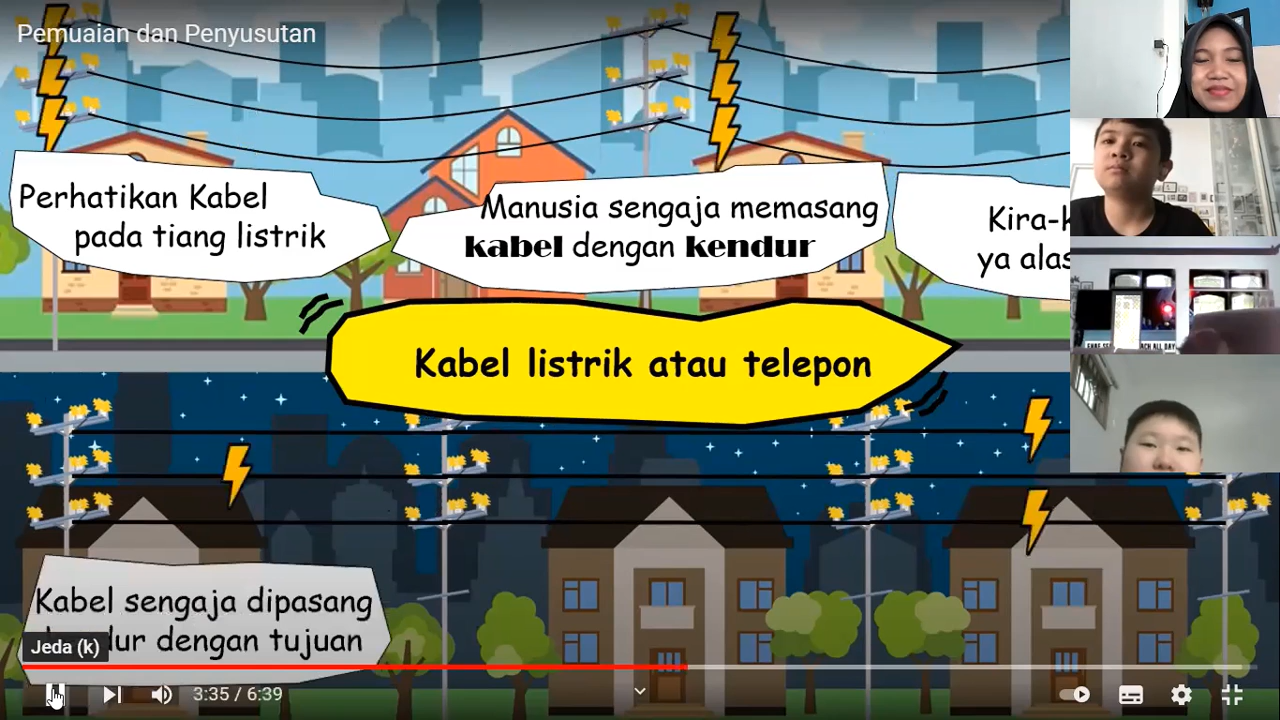 Pemuaian dan Penyusutan
Perhatikan Kabel
pada tiang listrik
Manusia sengaja memasang
kabel dengan kendur
Kira-k
ya alas
Kabel listrik atau telepon
Kabel sengaja dipasang
dur dengan tujuan
Jeda (k)
3:35 / 6:39